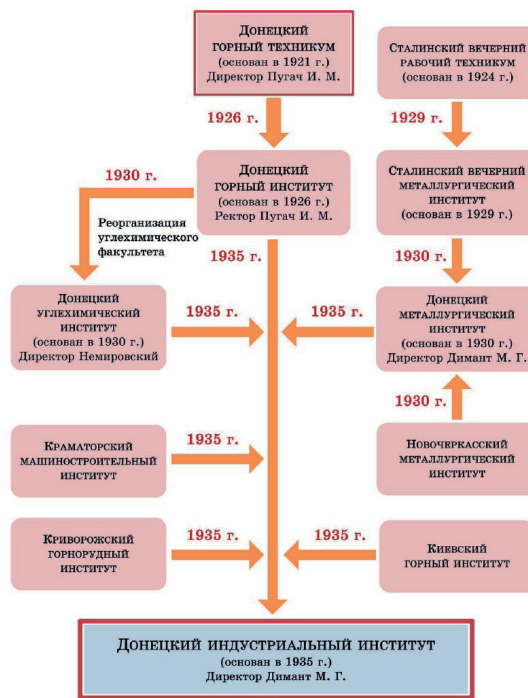 Донецкий
горный техникум
(основан в 1921 г.)
Директор Пугач И. М.
Сталинский вечерний
рабочий техникум
(основан в 1924 г.)
1926 г.
1929 г.
Донецкий
горный институт
(основан в 1926 г.)
Ректор Пугач И. М.
Сталинский вечерний
металлургический
институт
(основан в 1929 г.)
1930 г.
Реорганизация
углехимического
факультета
1935 г.
1930 г.
Донецкий
углехимический
институт
(основан в 1930 г.)
Директор Немировский
1935 г.
1935 г.
Донецкий
металлургический
институт
(основан в 1930 г.)
Директор Димант М. Г.
1930 г.
Краматорский
машиностроительный
институт
1935 г.
Новочеркасский
металлургический
институт
Криворожский
горнорудный
институт
1935 г.
1935 г.
Киевский
горный институт
Донецкий индустриальный институт
(основан в 1935 г.)
Директор Димант М. Г.